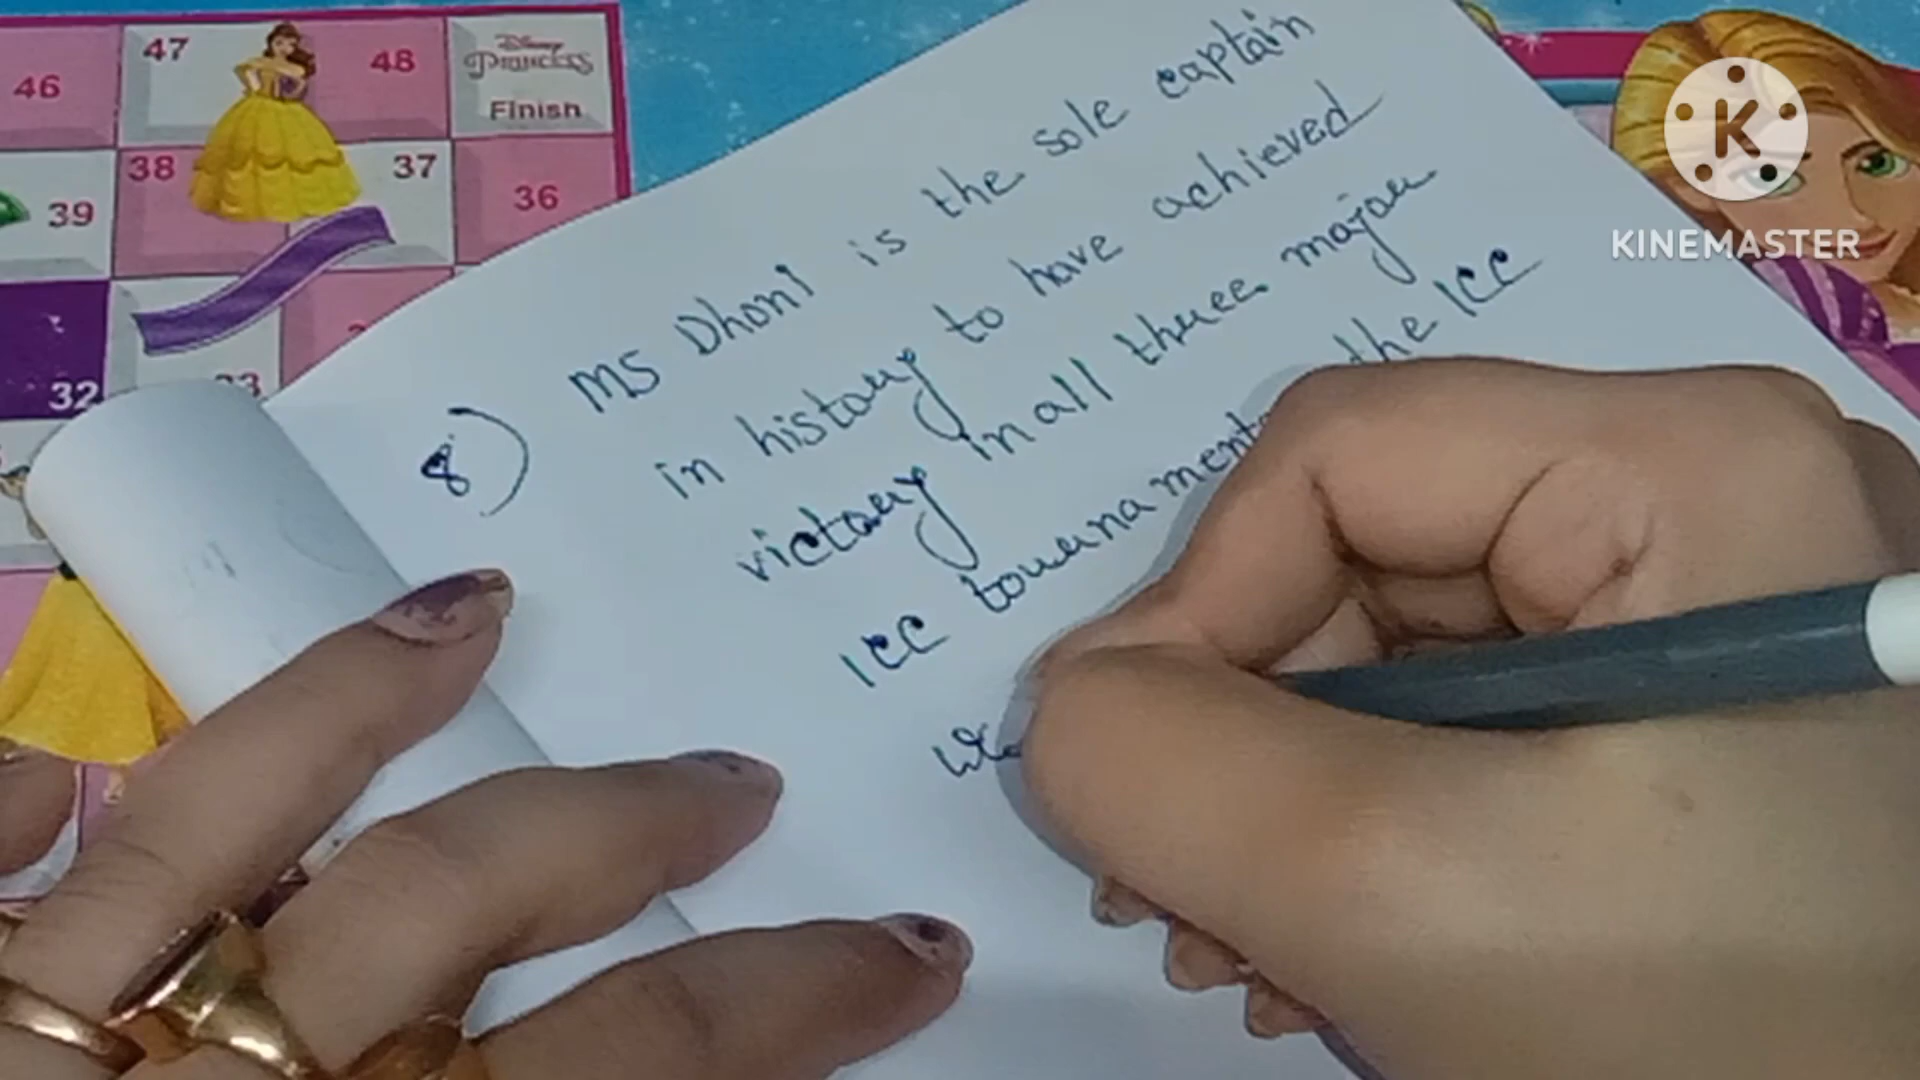 47
48
46
Disney
PRINCESS
Finish
38
37
36
39
32
33
KINEMASTER
8) MS Dhoni is the sole captain
in history to have achieved
victory in all three major
ICC tournaments the ICC